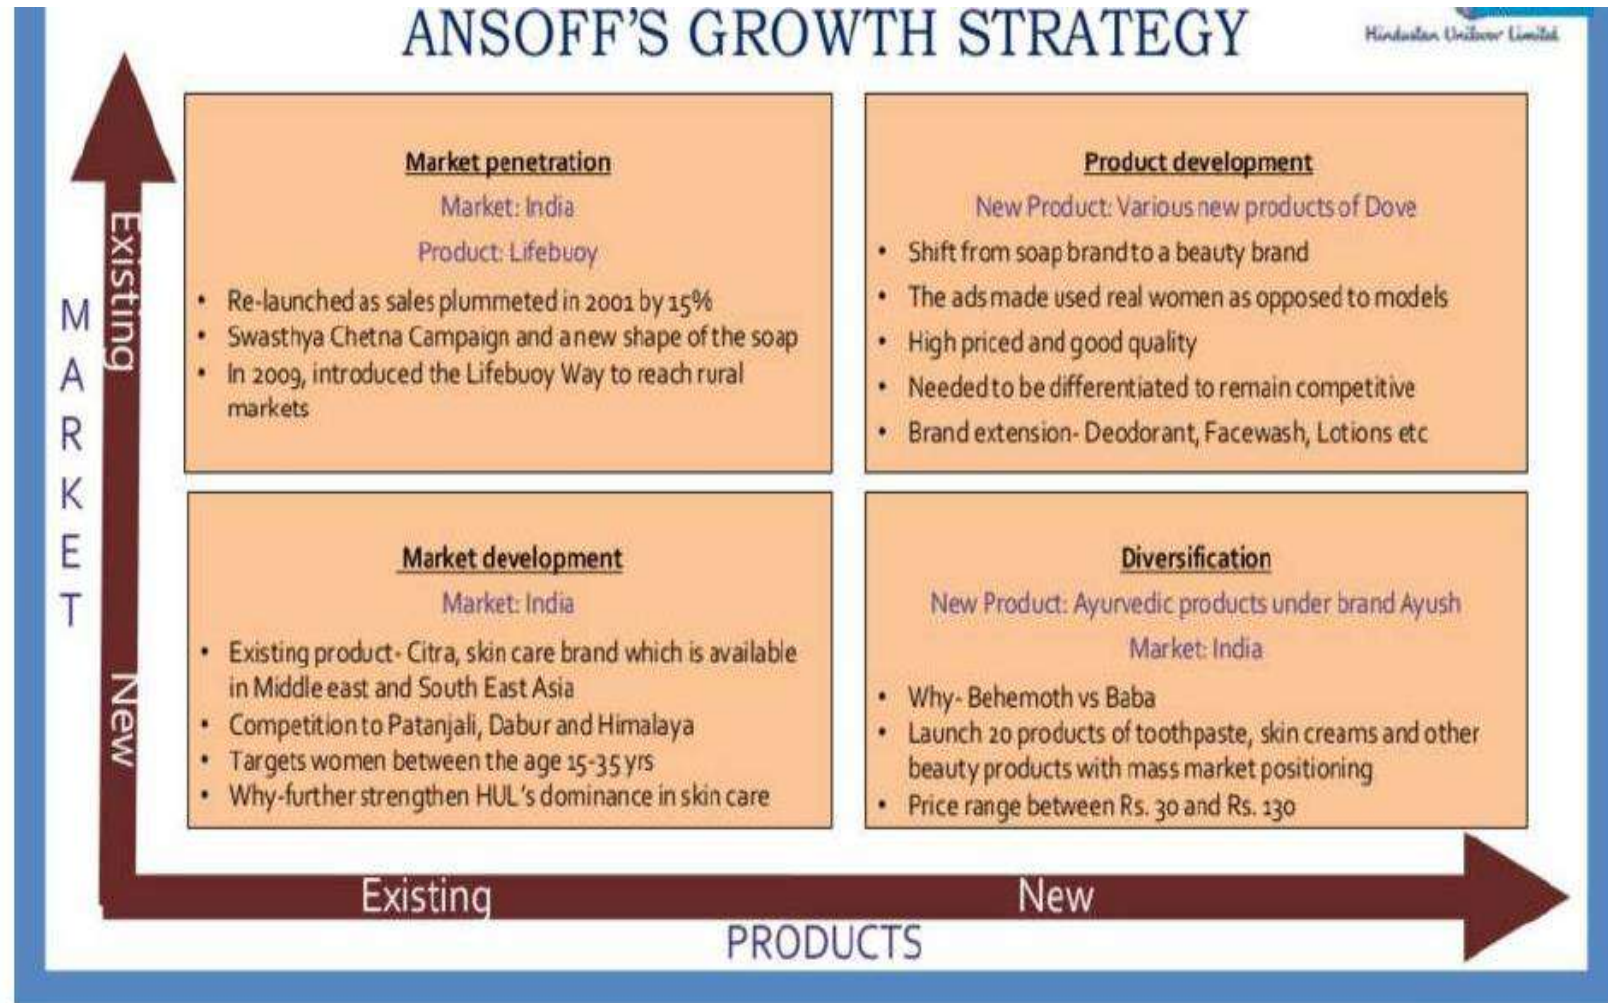 ANSOFF'S GROWTH STRATEGY
Hindustan Unilever Limited
MARKET
Existing
New
Market penetration
Market: India
Product: Lifebuoy
• Re-launched as sales plummeted in 2001 by 15%
• Swasthya Chetna Campaign and a new shape of the soap
• In 2009, introduced the Lifebuoy Way to reach rural
markets
Product development
New Product: Various new products of Dove
• Shift from soap brand to a beauty brand
• The ads made used real women as opposed to models
• High priced and good quality
• Needed to be differentiated to remain competitive
• Brand extension- Deodorant, Facewash, Lotions etc
Market development
Market: India
• Existing product- Citra, skin care brand which is available
in Middle east and South East Asia
• Competition to Patanjali, Dabur and Himalaya
• Targets women between the age 15-35 yrs
• Why-further strengthen HUL's dominance in skin care
Diversification
New Product: Ayurvedic products under brand Ayush
Market: India
• Why- Behemoth vs Baba
• Launch 20 products of toothpaste, skin creams and other
beauty products with mass market positioning
• Price range between Rs. 30 and Rs. 130
Existing
New
PRODUCTS